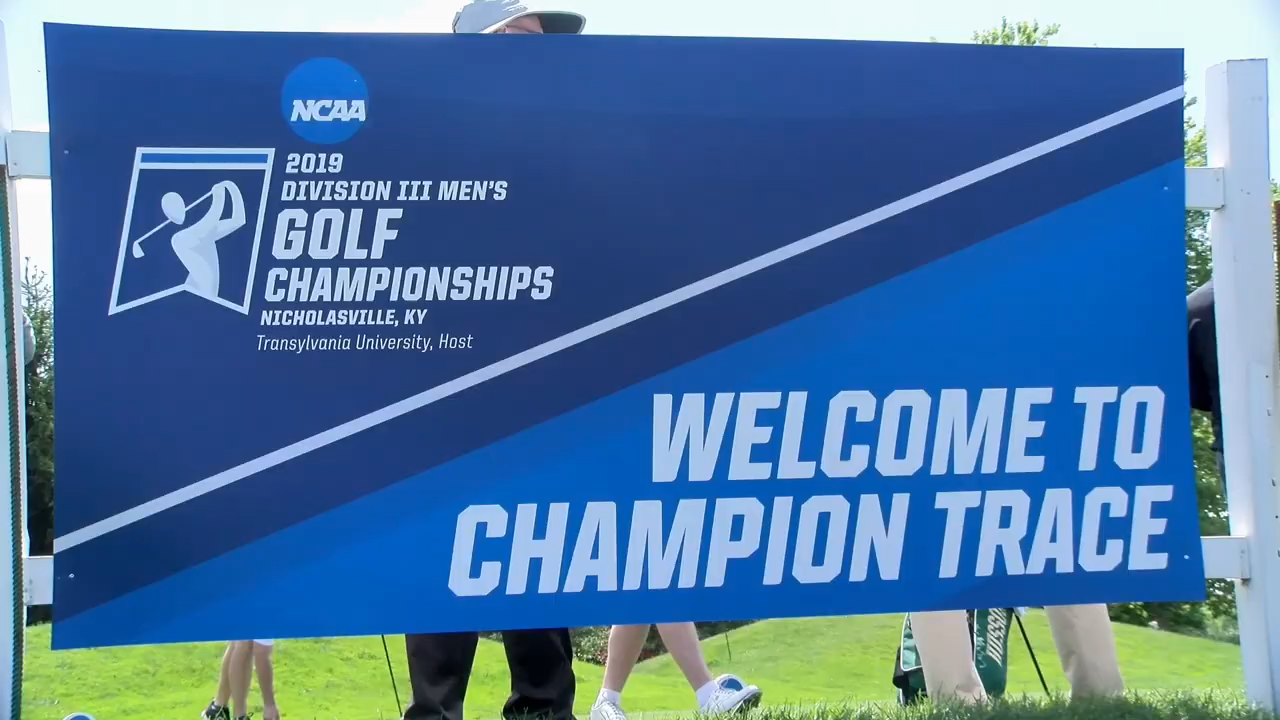 NCAA
2019
DIVISION III MEN'S
GOLF
CHAMPIONSHIPS
NICHOLASVILLE, KY
Transylvania University, Host
WELCOME TO
CHAMPION TRACE